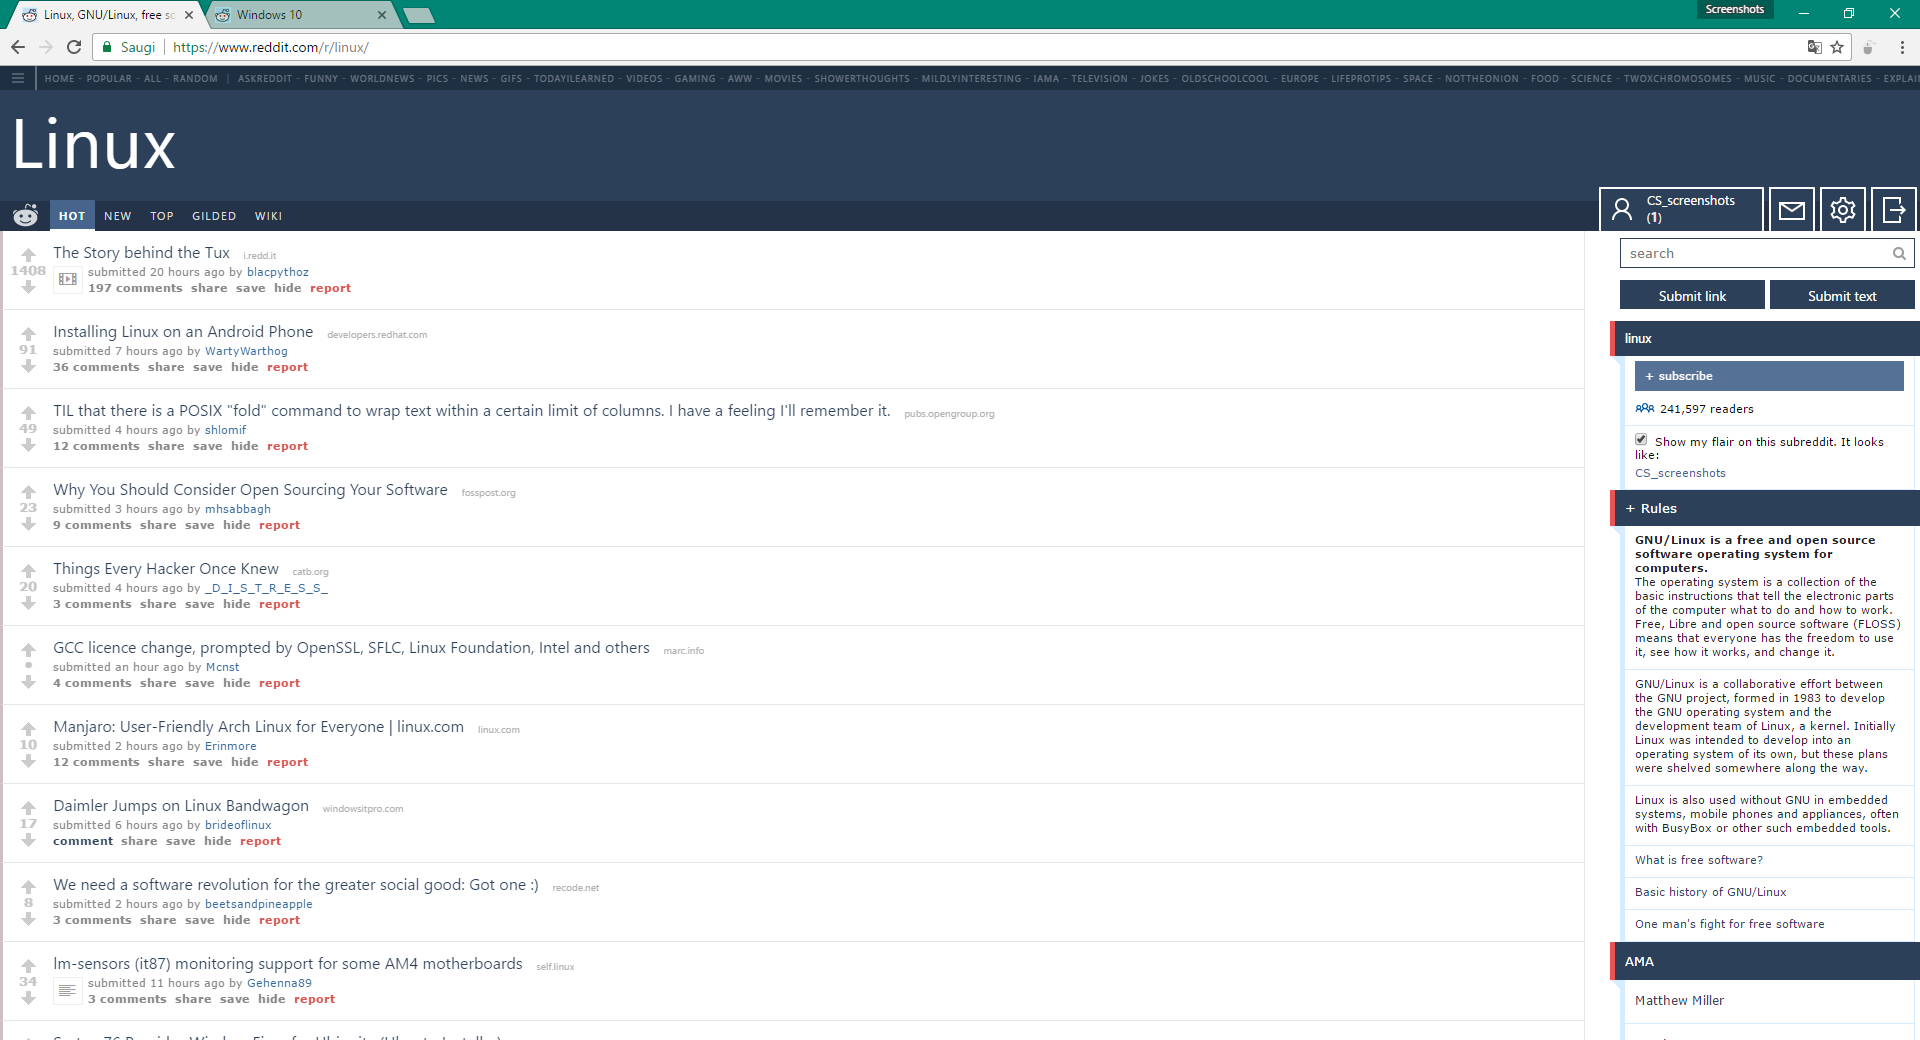 Linux, GNU/Linux, free sc
Windows 10
Screenshots
Saugi
https://www.reddit.com/r/linux/
HOME - POPULAR - ALL - RANDOM | ASKREDDIT - FUNNY - WORLDNEWS - PICS - NEWS - GIFS - TODAYILEARNED - VIDEOS - GAMING - AWW - MOVIES - SHOWERTHOUGHTS - MILDLYINTERESTING - IAMA - TELEVISION - JOKES - OLDSCHOOLCOOL - EUROPE - LIFEPROTIPS - SPACE - NOTTHEONION - FOOD - SCIENCE - TWOXCHROMOSOMES - MUSIC - DOCUMENTARIES - EXPLAI
Linux
HOT NEW TOP GILDED WIKI
CS_screenshots
(1)
The Story behind the Tux i.redd.it
1408
submitted 20 hours ago by blacpythoz
197 comments share save hide report
Installing Linux on an Android Phone developers.redhat.com
91
submitted 7 hours ago by WartyWarthog
36 comments share save hide report
TIL that there is a POSIX "fold" command to wrap text within a certain limit of columns. I have a feeling I'll remember it. pubs.opengroup.org
49
submitted 4 hours ago by shlomif
12 comments share save hide report
Why You Should Consider Open Sourcing Your Software fosspost.org
23
submitted 3 hours ago by mhsabbagh
9 comments share save hide report
Things Every Hacker Once Knew catb.org
20
submitted 4 hours ago by _D_I_S_T_R_E_S_S_
3 comments share save hide report
GCC licence change, prompted by OpenSSL, SFLC, Linux Foundation, Intel and others marc.info
•
submitted an hour ago by Mcnst
4 comments share save hide report
Manjaro: User-Friendly Arch Linux for Everyone | linux.com linux.com
10
submitted 2 hours ago by Erinmore
12 comments share save hide report
Daimler Jumps on Linux Bandwagon windowsitpro.com
17
submitted 6 hours ago by brideoflinux
comment share save hide report
We need a software revolution for the greater social good: Got one :) recode.net
8
submitted 2 hours ago by beetsandpineapple
3 comments share save hide report
lm-sensors (it87) monitoring support for some AM4 motherboards self.linux
34
submitted 11 hours ago by Gehenna89
3 comments share save hide report
search
Submit link
Submit text
linux
+ subscribe
241,597 readers
Show my flair on this subreddit. It looks
like:
CS_screenshots
+ Rules
GNU/Linux is a free and open source
software operating system for
computers.
The operating system is a collection of the
basic instructions that tell the electronic parts
of the computer what to do and how to work.
Free, Libre and open source software (FLOSS)
means that everyone has the freedom to use
it, see how it works, and change it.
GNU/Linux is a collaborative effort between
the GNU project, formed in 1983 to develop
the GNU operating system and the
development team of Linux, a kernel. Initially
Linux was intended to develop into an
operating system of its own, but these plans
were shelved somewhere along the way.
Linux is also used without GNU in embedded
systems, mobile phones and appliances, often
with BusyBox or other such embedded tools.
What is free software?
Basic history of GNU/Linux
One man's fight for free software
AMA
Matthew Miller